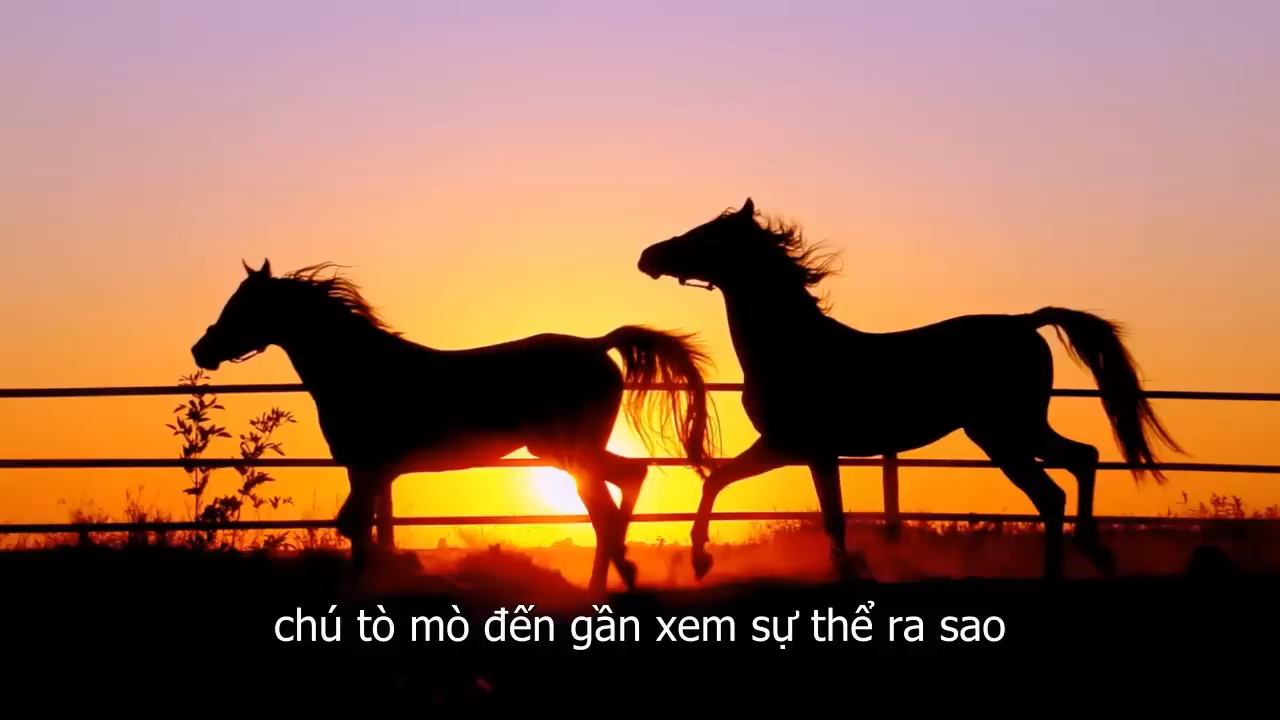 chú tò mò đến gần xem sự thể ra sao